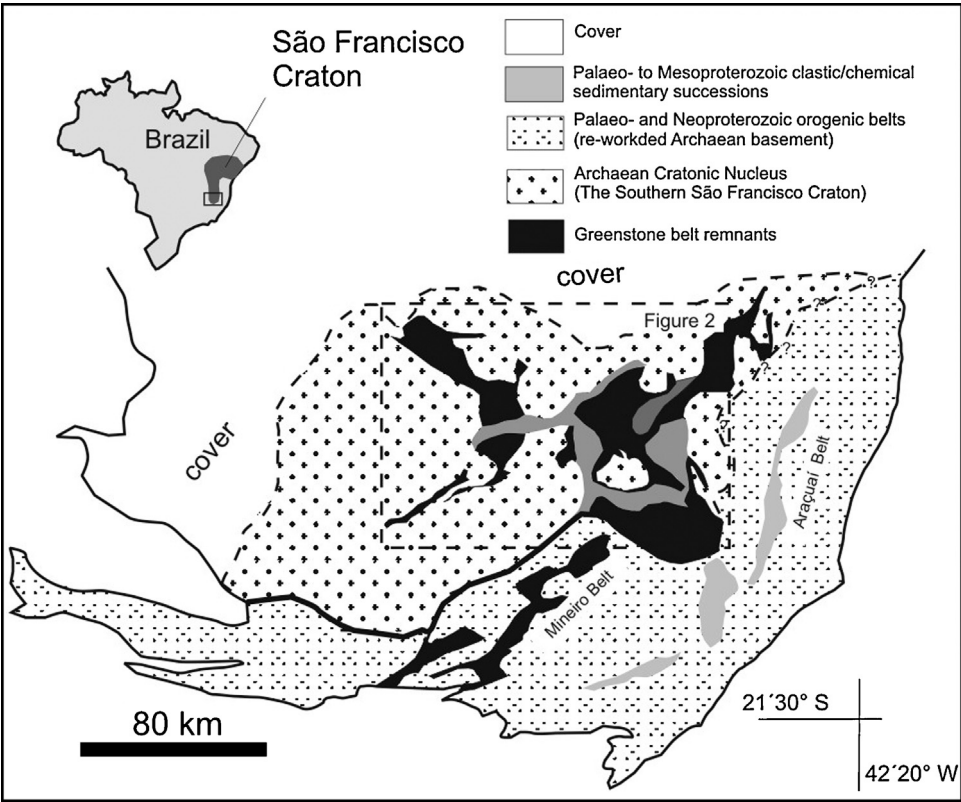 São Francisco
Craton
Brazil
Cover
Palaeo- to Mesoproterozoic clastic/chemical
sedimentary successions
Palaeo- and Neoproterozoic orogenic belts
(re-workded Archaean basement)
Archaean Cratonic Nucleus
(The Southern São Francisco Craton)
Greenstone belt remnants
cover
Figure 2
?
?
?
?
?
cover
Araçuaí Belt
Mineiro Belt
80 km
21´30° S
42´20° W